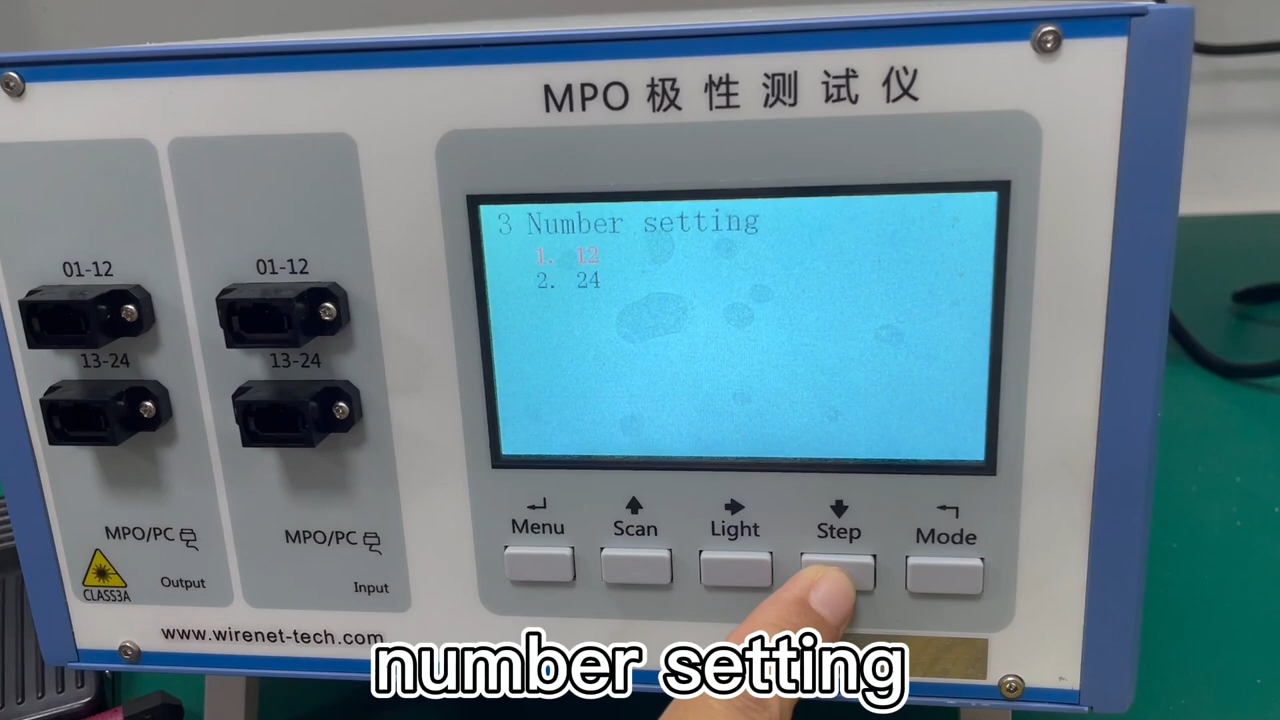 MPO 极性测试仪
3 Number setting
1. 12
2. 24
01-12
01-12
13-24
13-24
MPO/PC
MPO/PC
CLASS3A
Output
Input
Menu
Scan
Light
Step
Mode
www.wirenet-tech.com
number setting